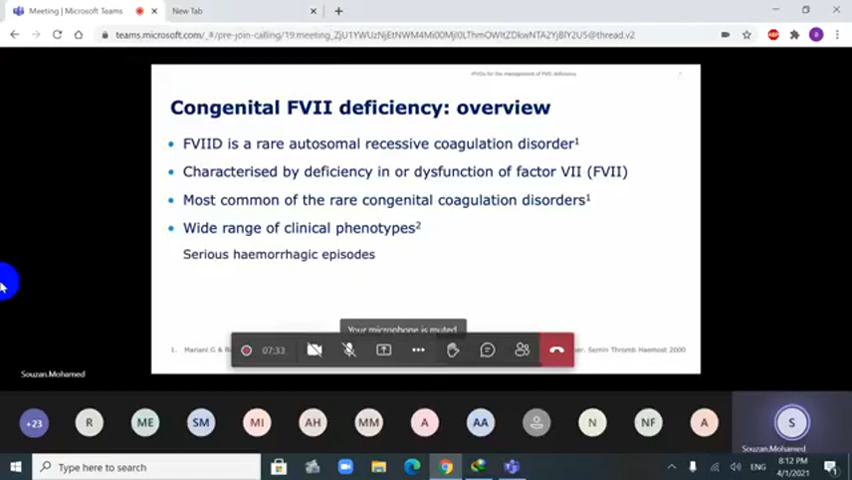 Meeting | Microsoft Teams
New Tab
teams.microsoft.com/_#/pre-join-calling/19:meeting_ZjU1YWUzNjEtNWM4Mi00MjI0LThmOWItZDkwNTA2YjBlY2U5@thread.v2
ABP
a
rFVIIa for the management of FVII deficiency
Congenital FVII deficiency: overview
• FVIID is a rare autosomal recessive coagulation disorder1
• Characterised by deficiency in or dysfunction of factor VII (FVII)
• Most common of the rare congenital coagulation disorders1
• Wide range of clinical phenotypes2
Serious haemorrhagic episodes
Your microphone is muted
1. Mariani G &
Semin Thromb Haemost 2000
07:33
Souzan.Mohamed
+23
R
ME
SM
MI
AH
MM
A
AA
N
NF
A
S
Souzan.Mohamed
Type here to search
ENG
8:12 PM
4/1/2021